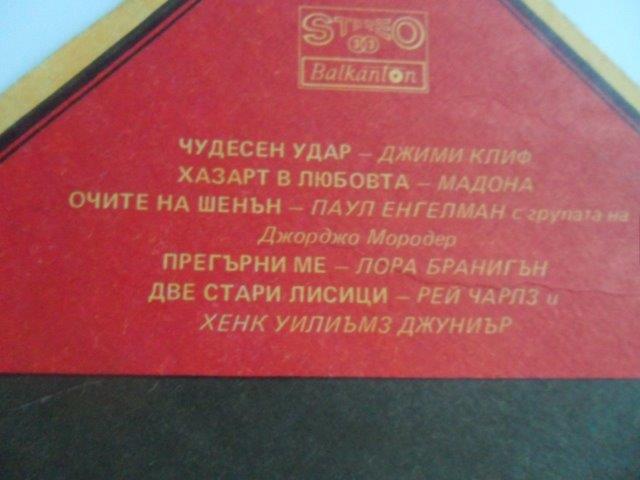 STEREO
33
Balkanton
ЧУДЕСЕН УДАР – ДЖИМИ КЛИФ
ХАЗАРТ В ЛЮБОВТА – МАДОНА
ОЧИТЕ НА ШЕНЪН – ПАУЛ ЕНГЕЛМАН с групата на
Джорджо Мородер
ПРЕГЪРНИ МЕ – ЛОРА БРАНИГЪН
ДВЕ СТАРИ ЛИСИЦИ – РЕЙ ЧАРЛЗ и
ХЕНК УИЛИЪМЗ ДЖУНИЪР